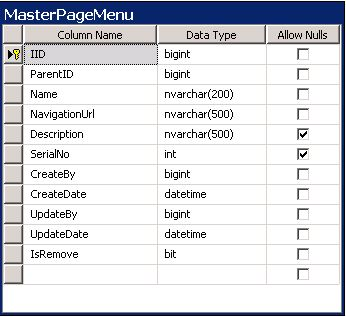 MasterPageMenu
Column Name Data Type Allow Nulls
IID bigint
ParentID bigint
Name nvarchar(200)
NavigationUrl nvarchar(500)
Description nvarchar(500)
SerialNo int
CreateBy bigint
CreateDate datetime
UpdateBy bigint
UpdateDate datetime
IsRemove bit